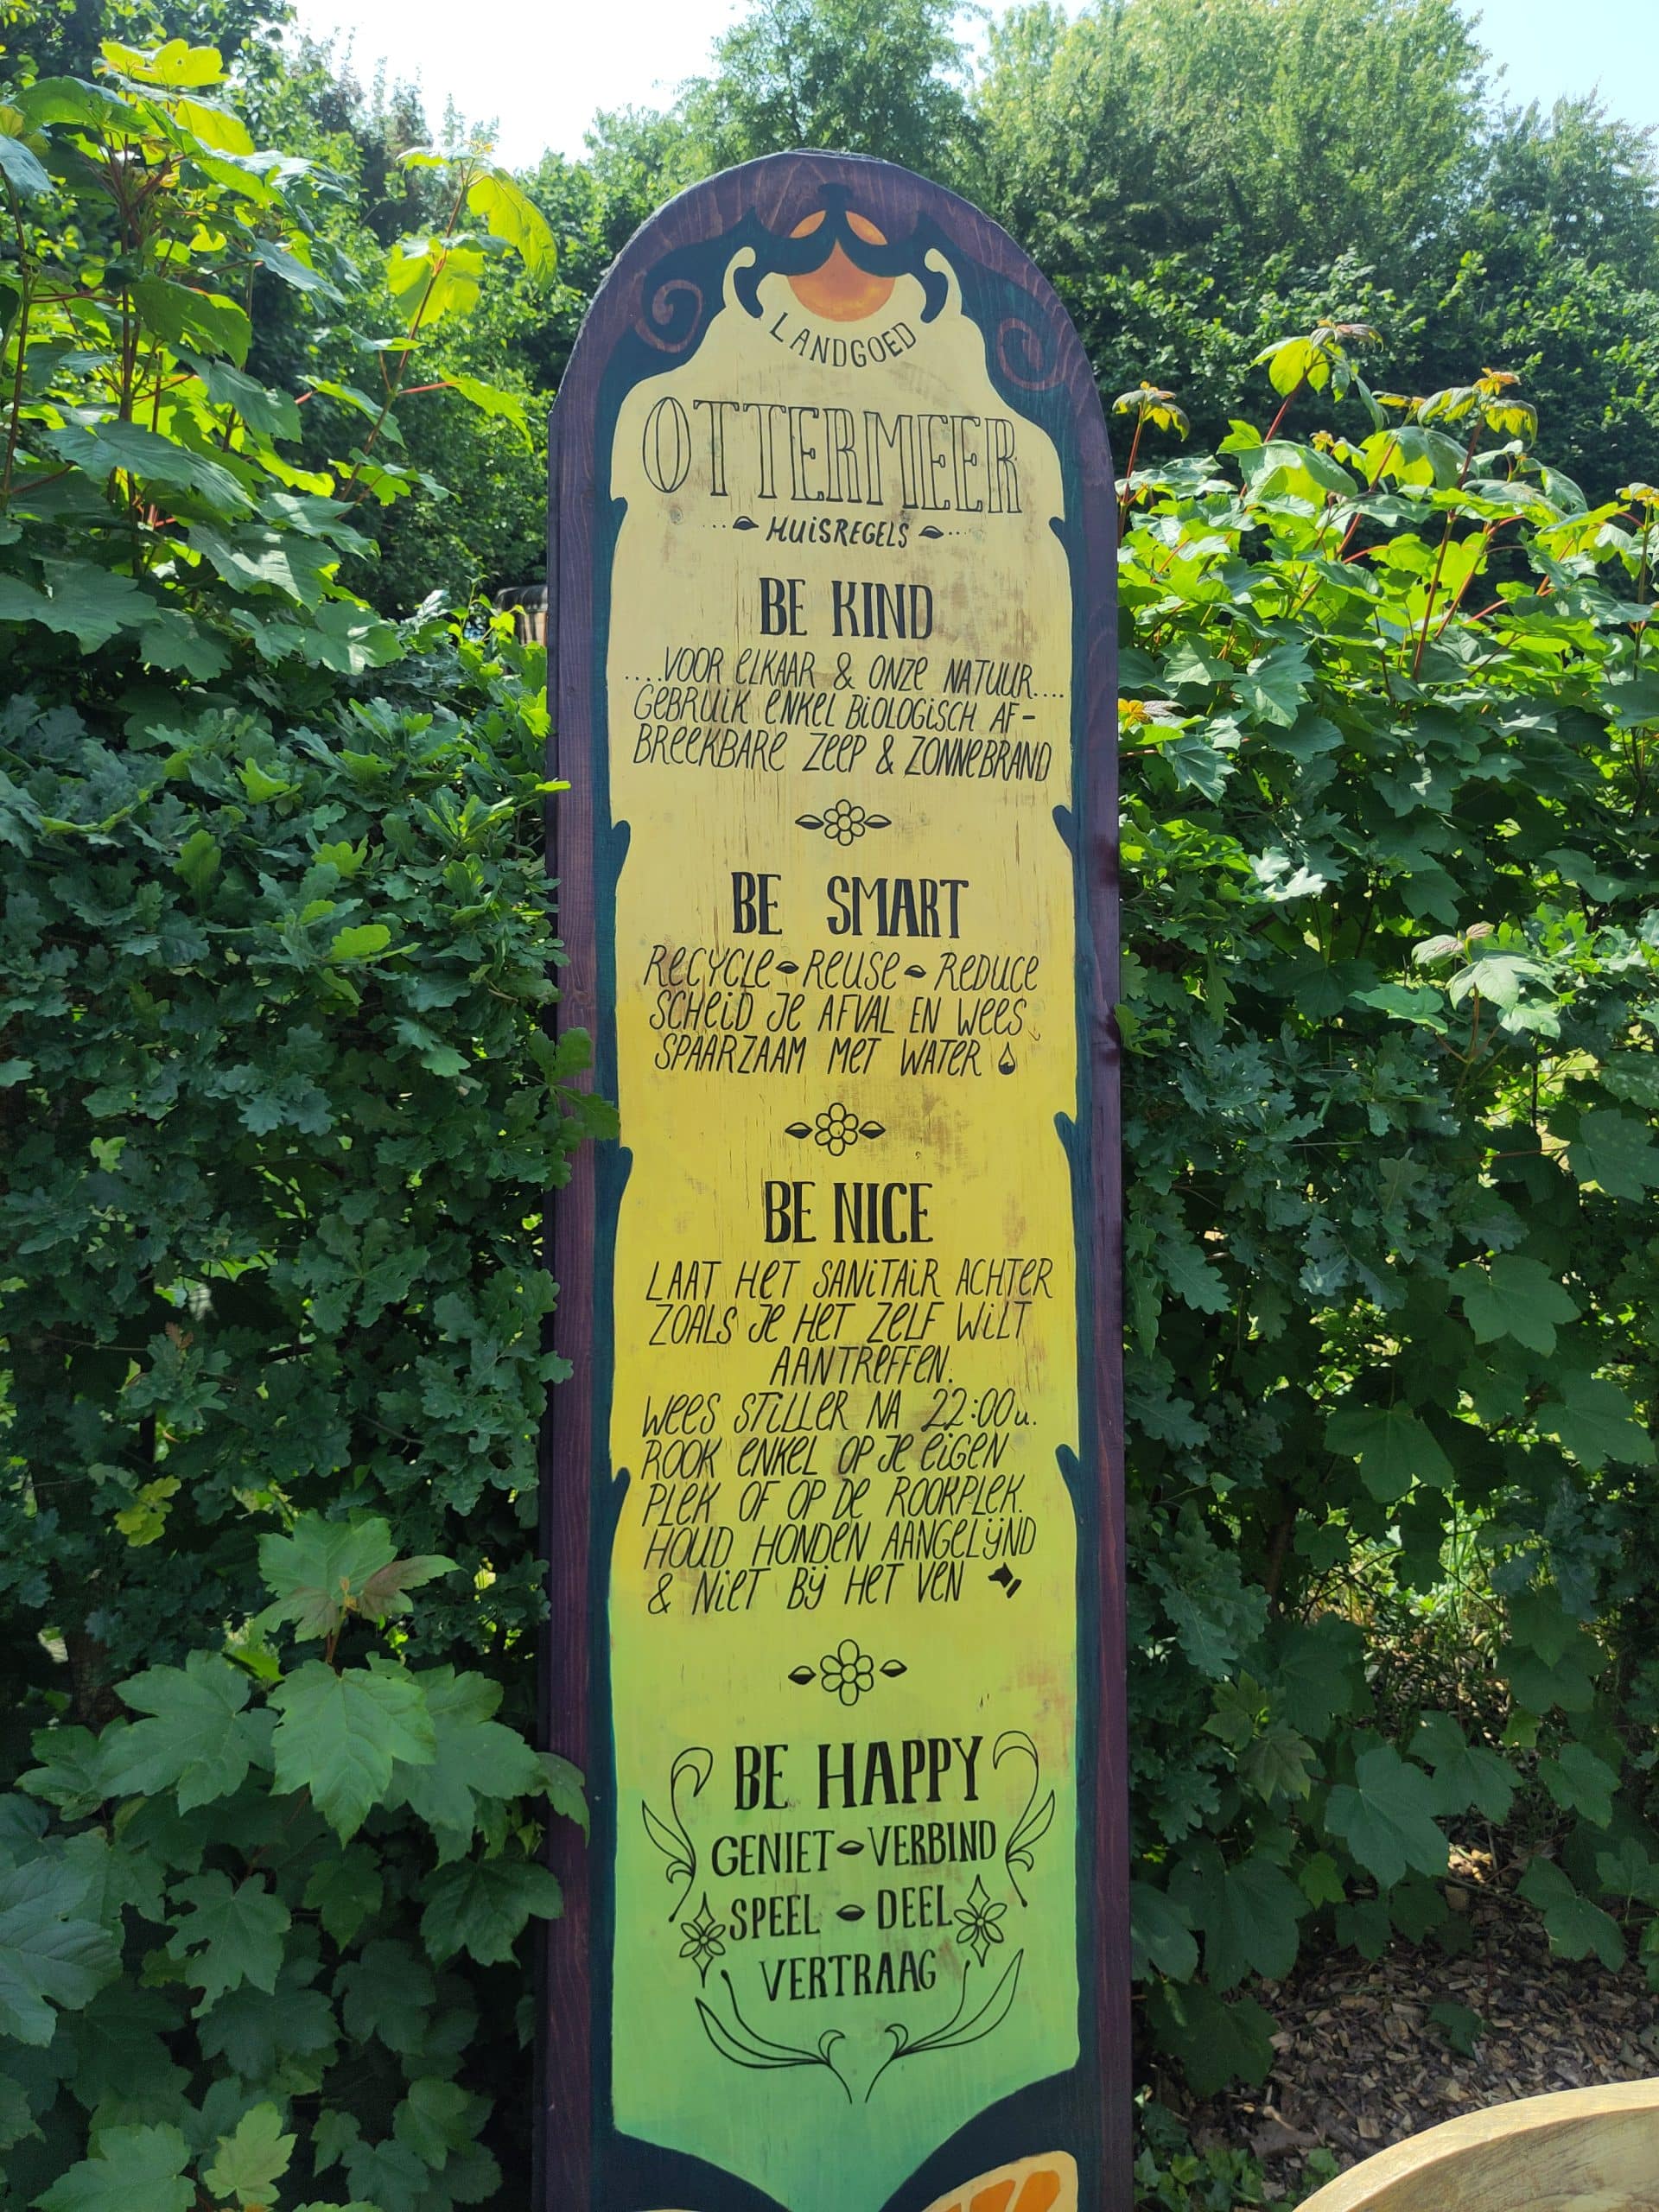 LANDGOED
OTTERMEER
HUiSREGELS
BE KIND
....VOOR eLKAAR & ONZe NATUUR....
GeBRUiK eNKeL BiOLOGiSCH AF-
BReeKBARe ZeeP & ZONNeBRAND
BE SMART
ReCYCLe - ReUSe - ReDUCe
SCHeiD Je AFVAL EN Wees
SPAARZAAM MeT WATeR
BE NICE
LAAT HeT SANiTAiR ACHTER
ZOALS Je HeT ZeLF WiLT
AANTReFFeN.
WeeS STiLLeR NA 22:00u.
ROOK eNKeL OP Je eiGeN
PLeK OF OP De ROOKPLeK.
HOUD HONDeN AANGeLijND
& NieT Bij HeT VeN
BE HAPPY
GENIET - VERBIND
SPEEL - DEEL
VERTRAAG